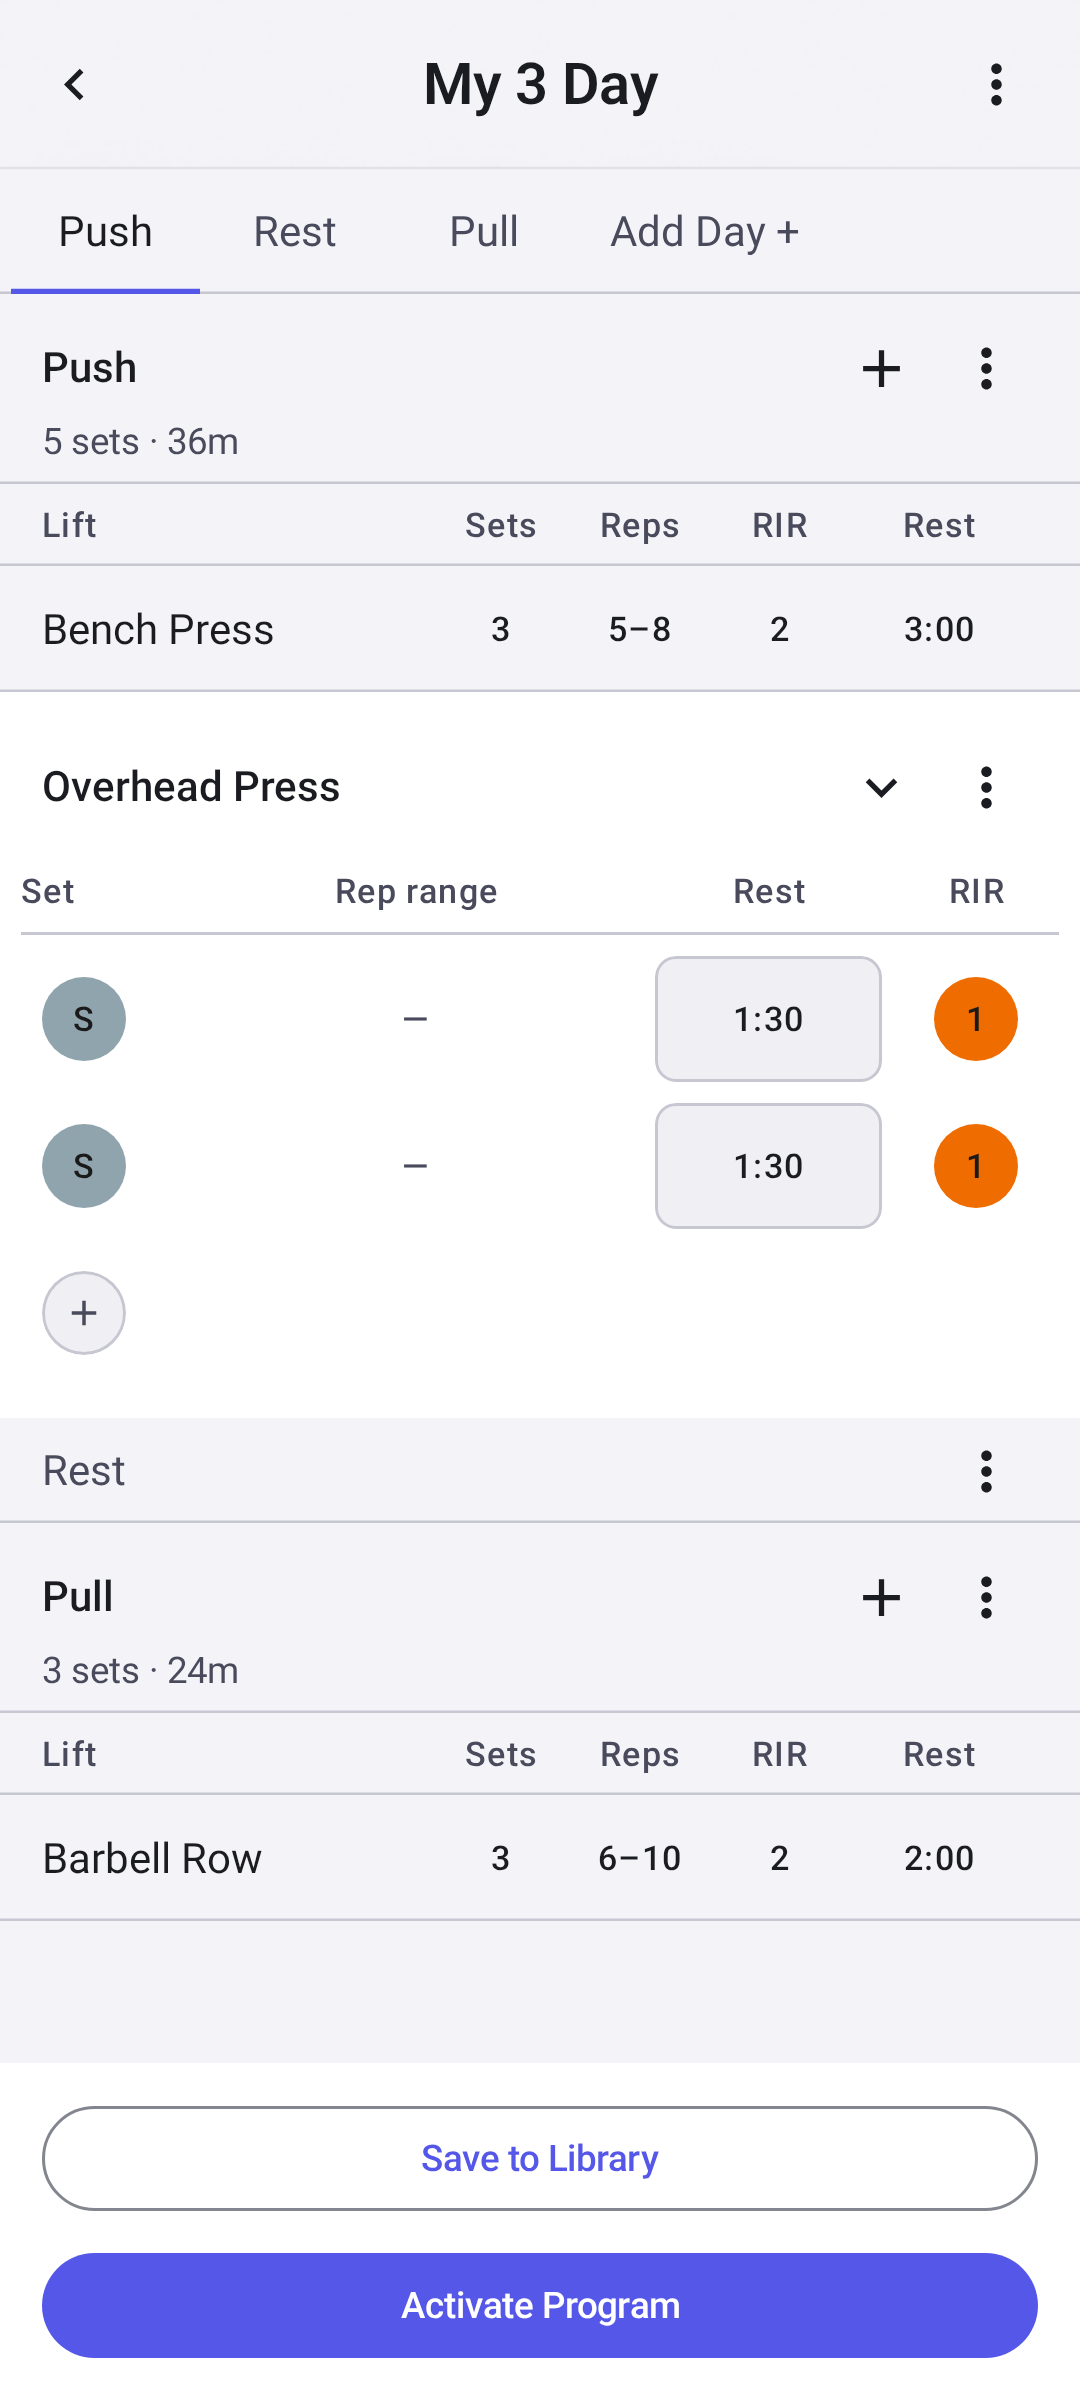 My 3 Day
Push Rest Pull Add Day +
Push
5 sets · 36m
Lift Sets Reps RIR Rest
Bench Press 3 5–8 2 3:00
Overhead Press
Set Rep range Rest RIR
S – 1:30 1
S – 1:30 1
+
Rest
Pull
3 sets · 24m
Lift Sets Reps RIR Rest
Barbell Row 3 6–10 2 2:00
Save to Library
Activate Program